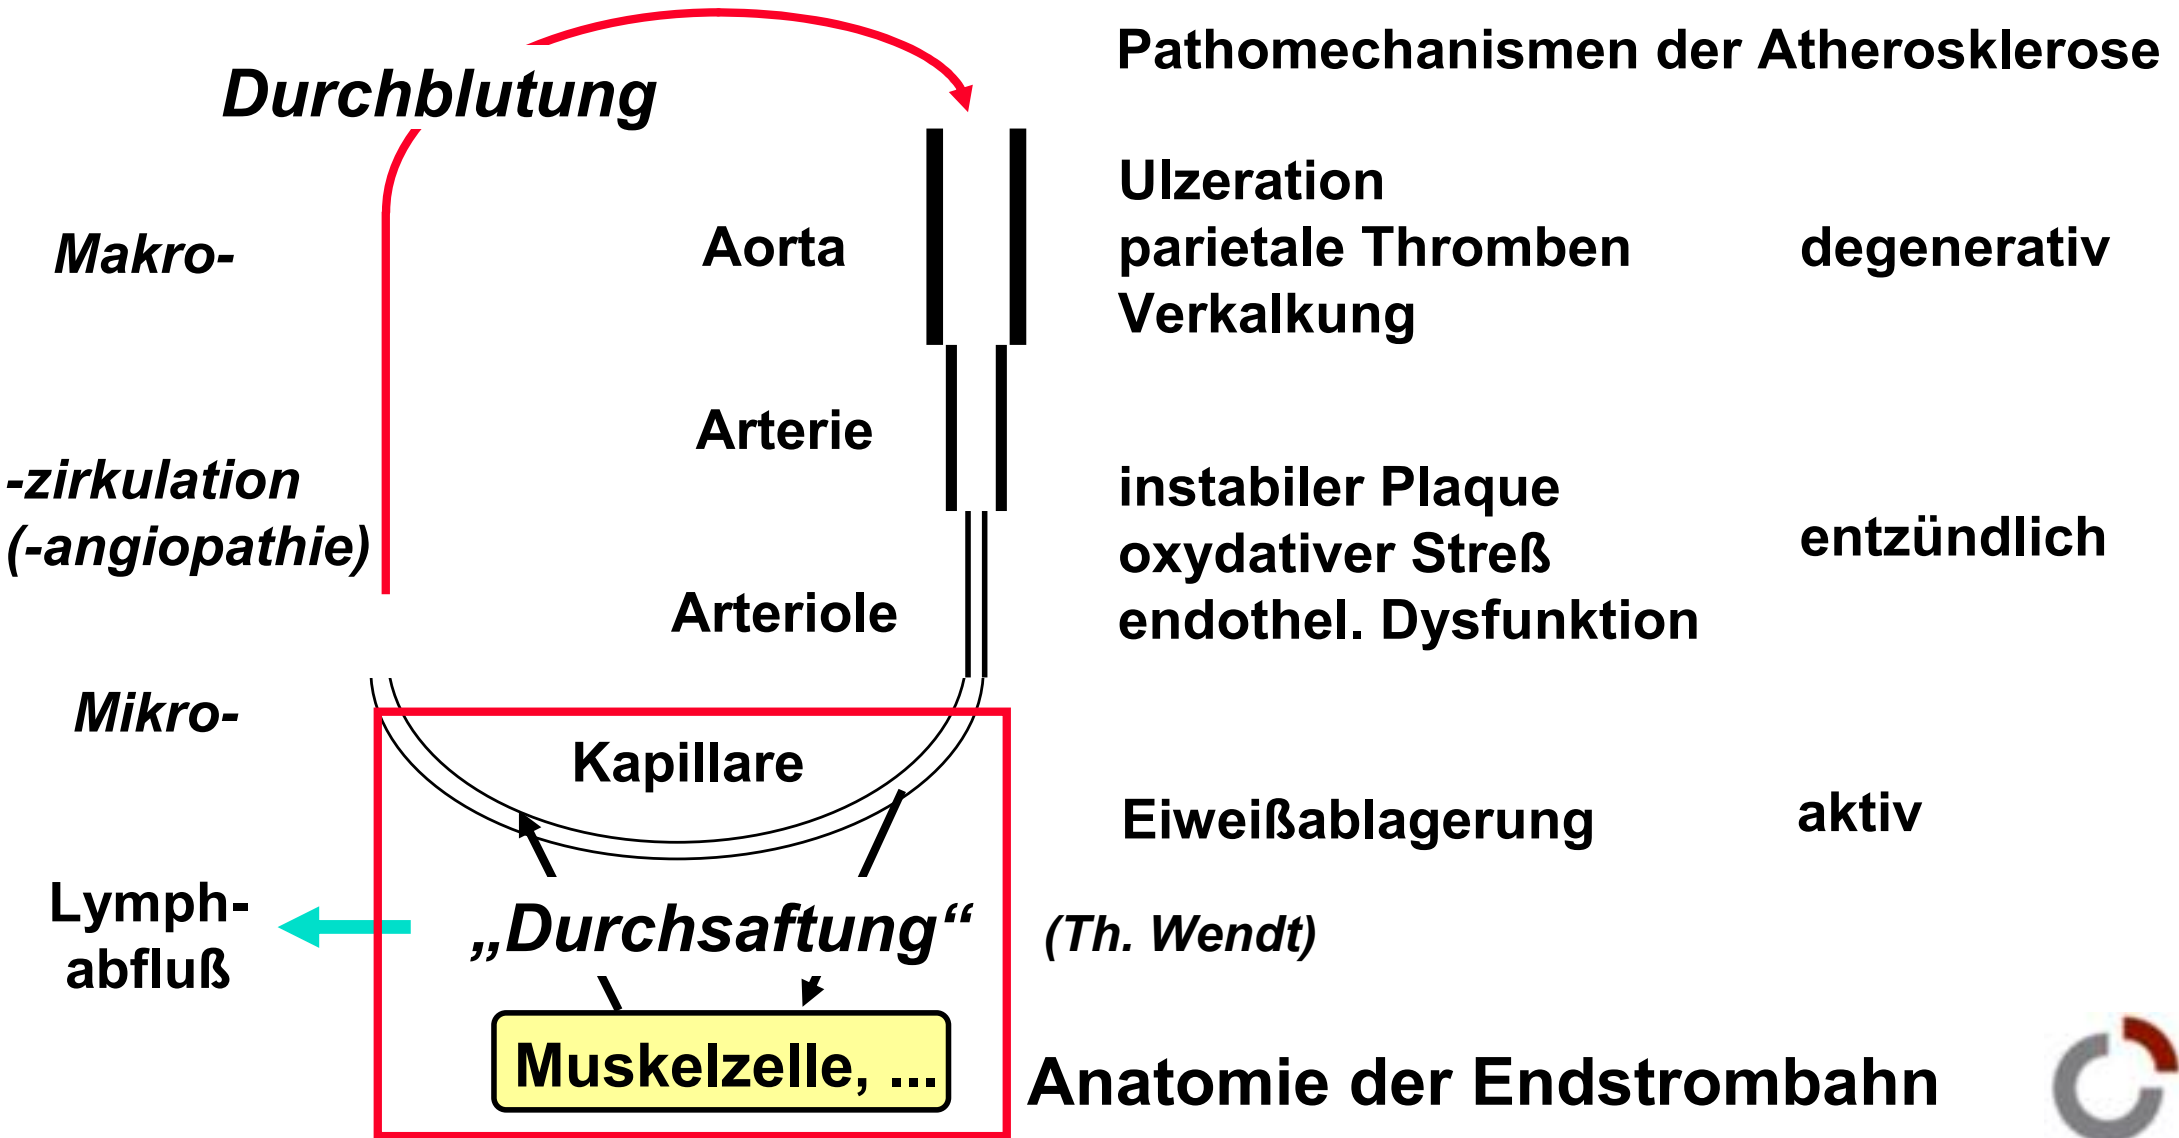 Pathomechanismen der Atherosklerose
Durchblutung
Ulzeration
Makro-
Aorta
parietale Thromben
degenerativ
Verkalkung
Arterie
-zirkulation
(-angiopathie)
instabiler Plaque
oxydativer Streß
entzündlich
Arteriole
endothel. Dysfunktion
Mikro-
Kapillare
Eiweißablagerung
aktiv
Lymph-
abfluß
„Durchsaftung“
(Th. Wendt)
Muskelzelle, ...
Anatomie der Endstrombahn